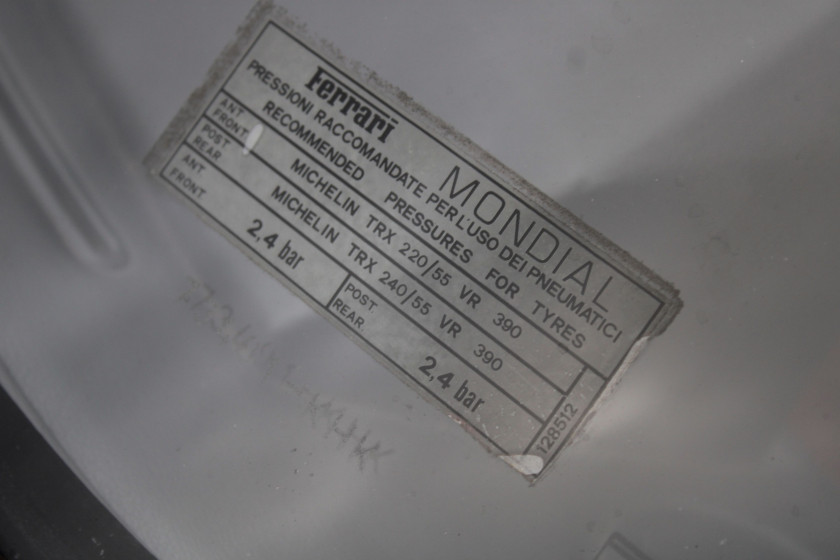 Ferrari MONDIAL
PRESSIONI RACCOMANDATE PER L'USO DEI PNEUMATICI
RECOMMENDED PRESSURES FOR TYRES
ANT. FRONT MICHELIN TRX 220/55 VR 390
POST. REAR MICHELIN TRX 240/55 VR 390
ANT. FRONT 2,4 bar POST. REAR 2,4 bar
128512